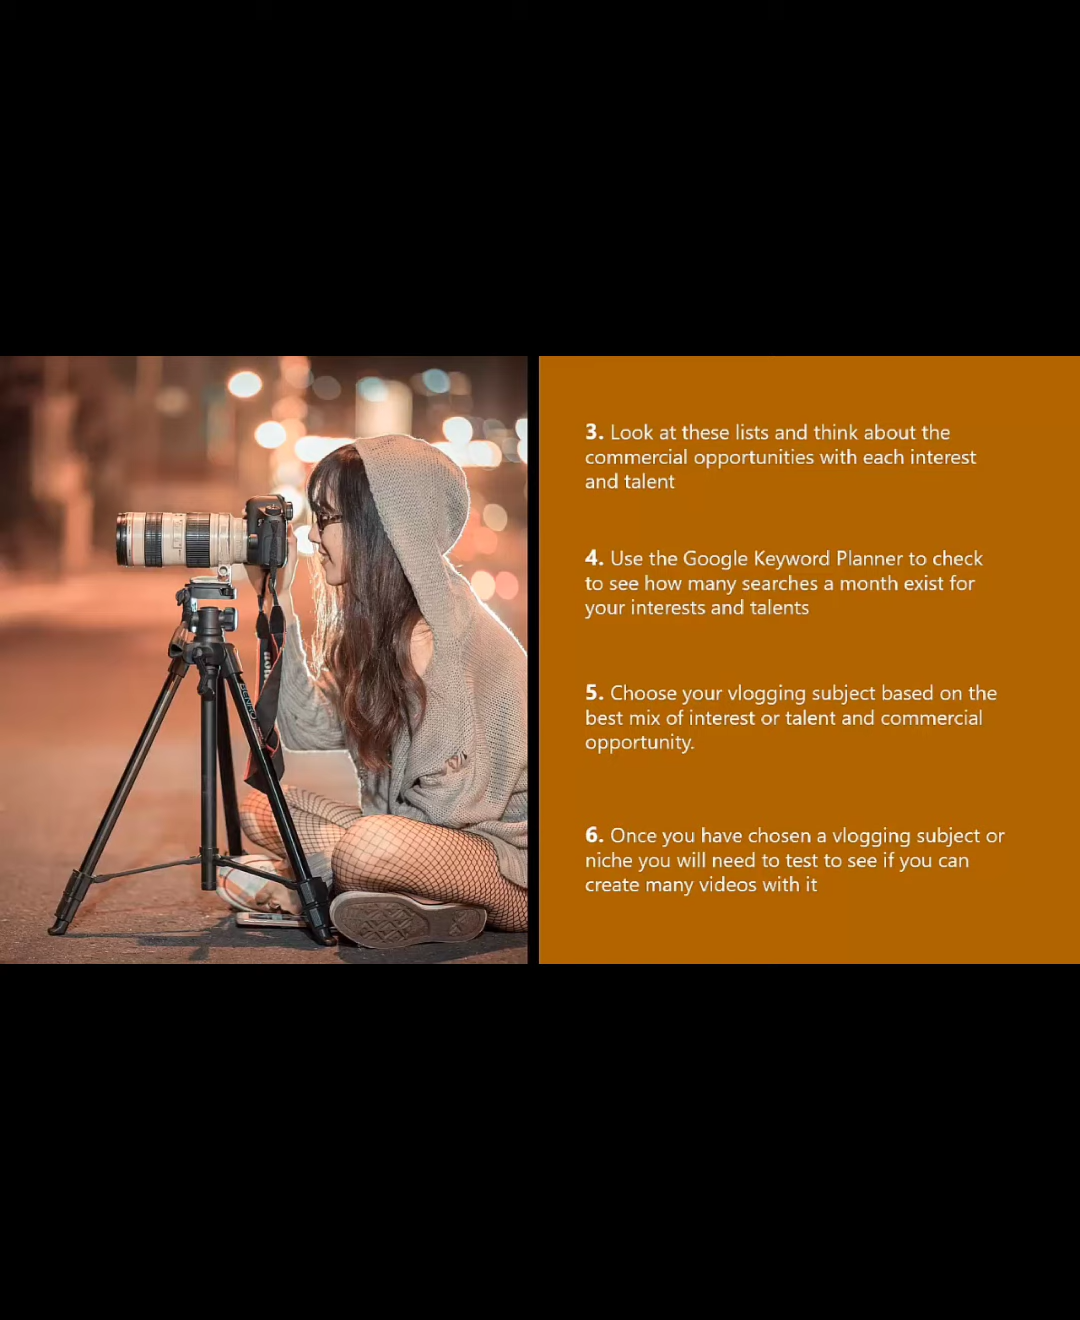 3. Look at these lists and think about the
commercial opportunities with each interest
and talent
4. Use the Google Keyword Planner to check
to see how many searches a month exist for
your interests and talents
5. Choose your vlogging subject based on the
best mix of interest or talent and commercial
opportunity.
6. Once you have chosen a vlogging subject or
niche you will need to test to see if you can
create many videos with it